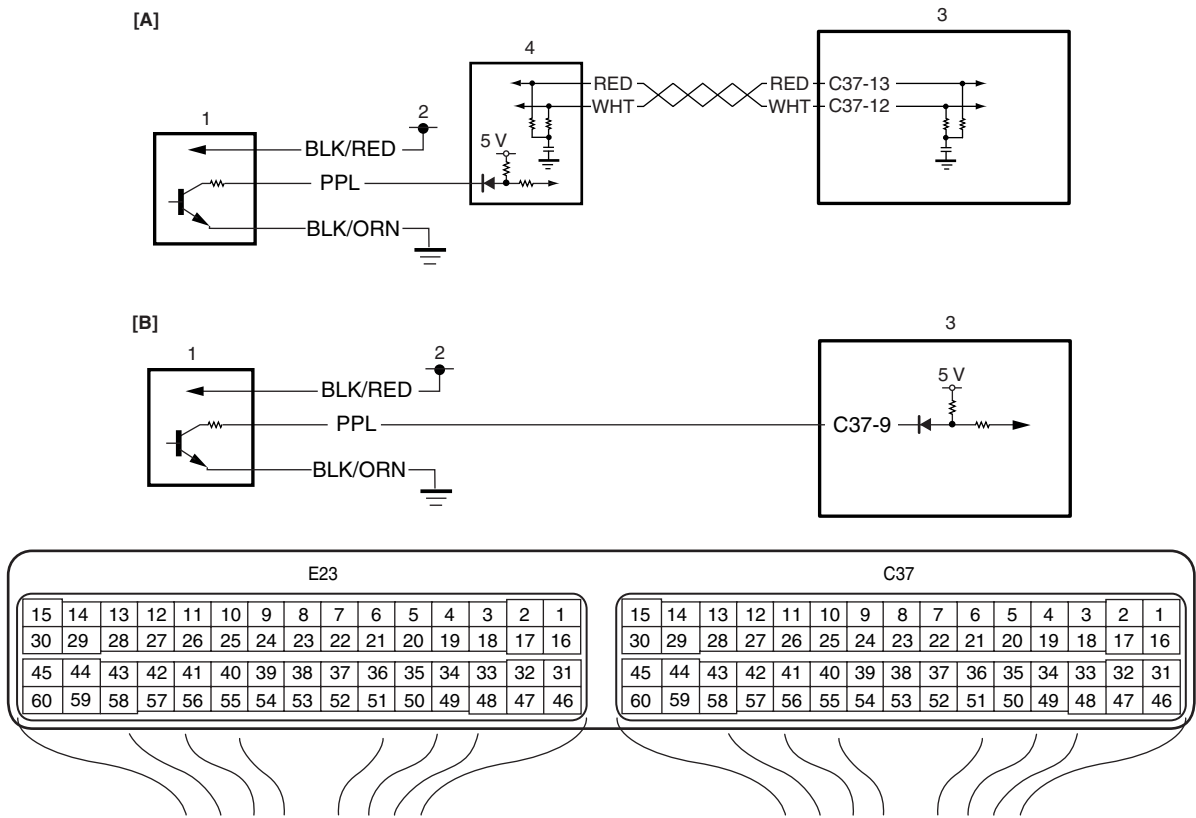 [A]
3
4
RED RED C37-13
WHT WHT C37-12
1
2
5 V
BLK/RED
PPL
BLK/ORN
[B]
3
1
2
5 V
BLK/RED
PPL
C37-9
BLK/ORN
E23 C37
15 14 13 12 11 10 9 8 7 6 5 4 3 2 1 15 14 13 12 11 10 9 8 7 6 5 4 3 2 1
30 29 28 27 26 25 24 23 22 21 20 19 18 17 16 30 29 28 27 26 25 24 23 22 21 20 19 18 17 16
45 44 43 42 41 40 39 38 37 36 35 34 33 32 31 45 44 43 42 41 40 39 38 37 36 35 34 33 32 31
60 59 58 57 56 55 54 53 52 51 50 49 48 47 46 60 59 58 57 56 55 54 53 52 51 50 49 48 47 46